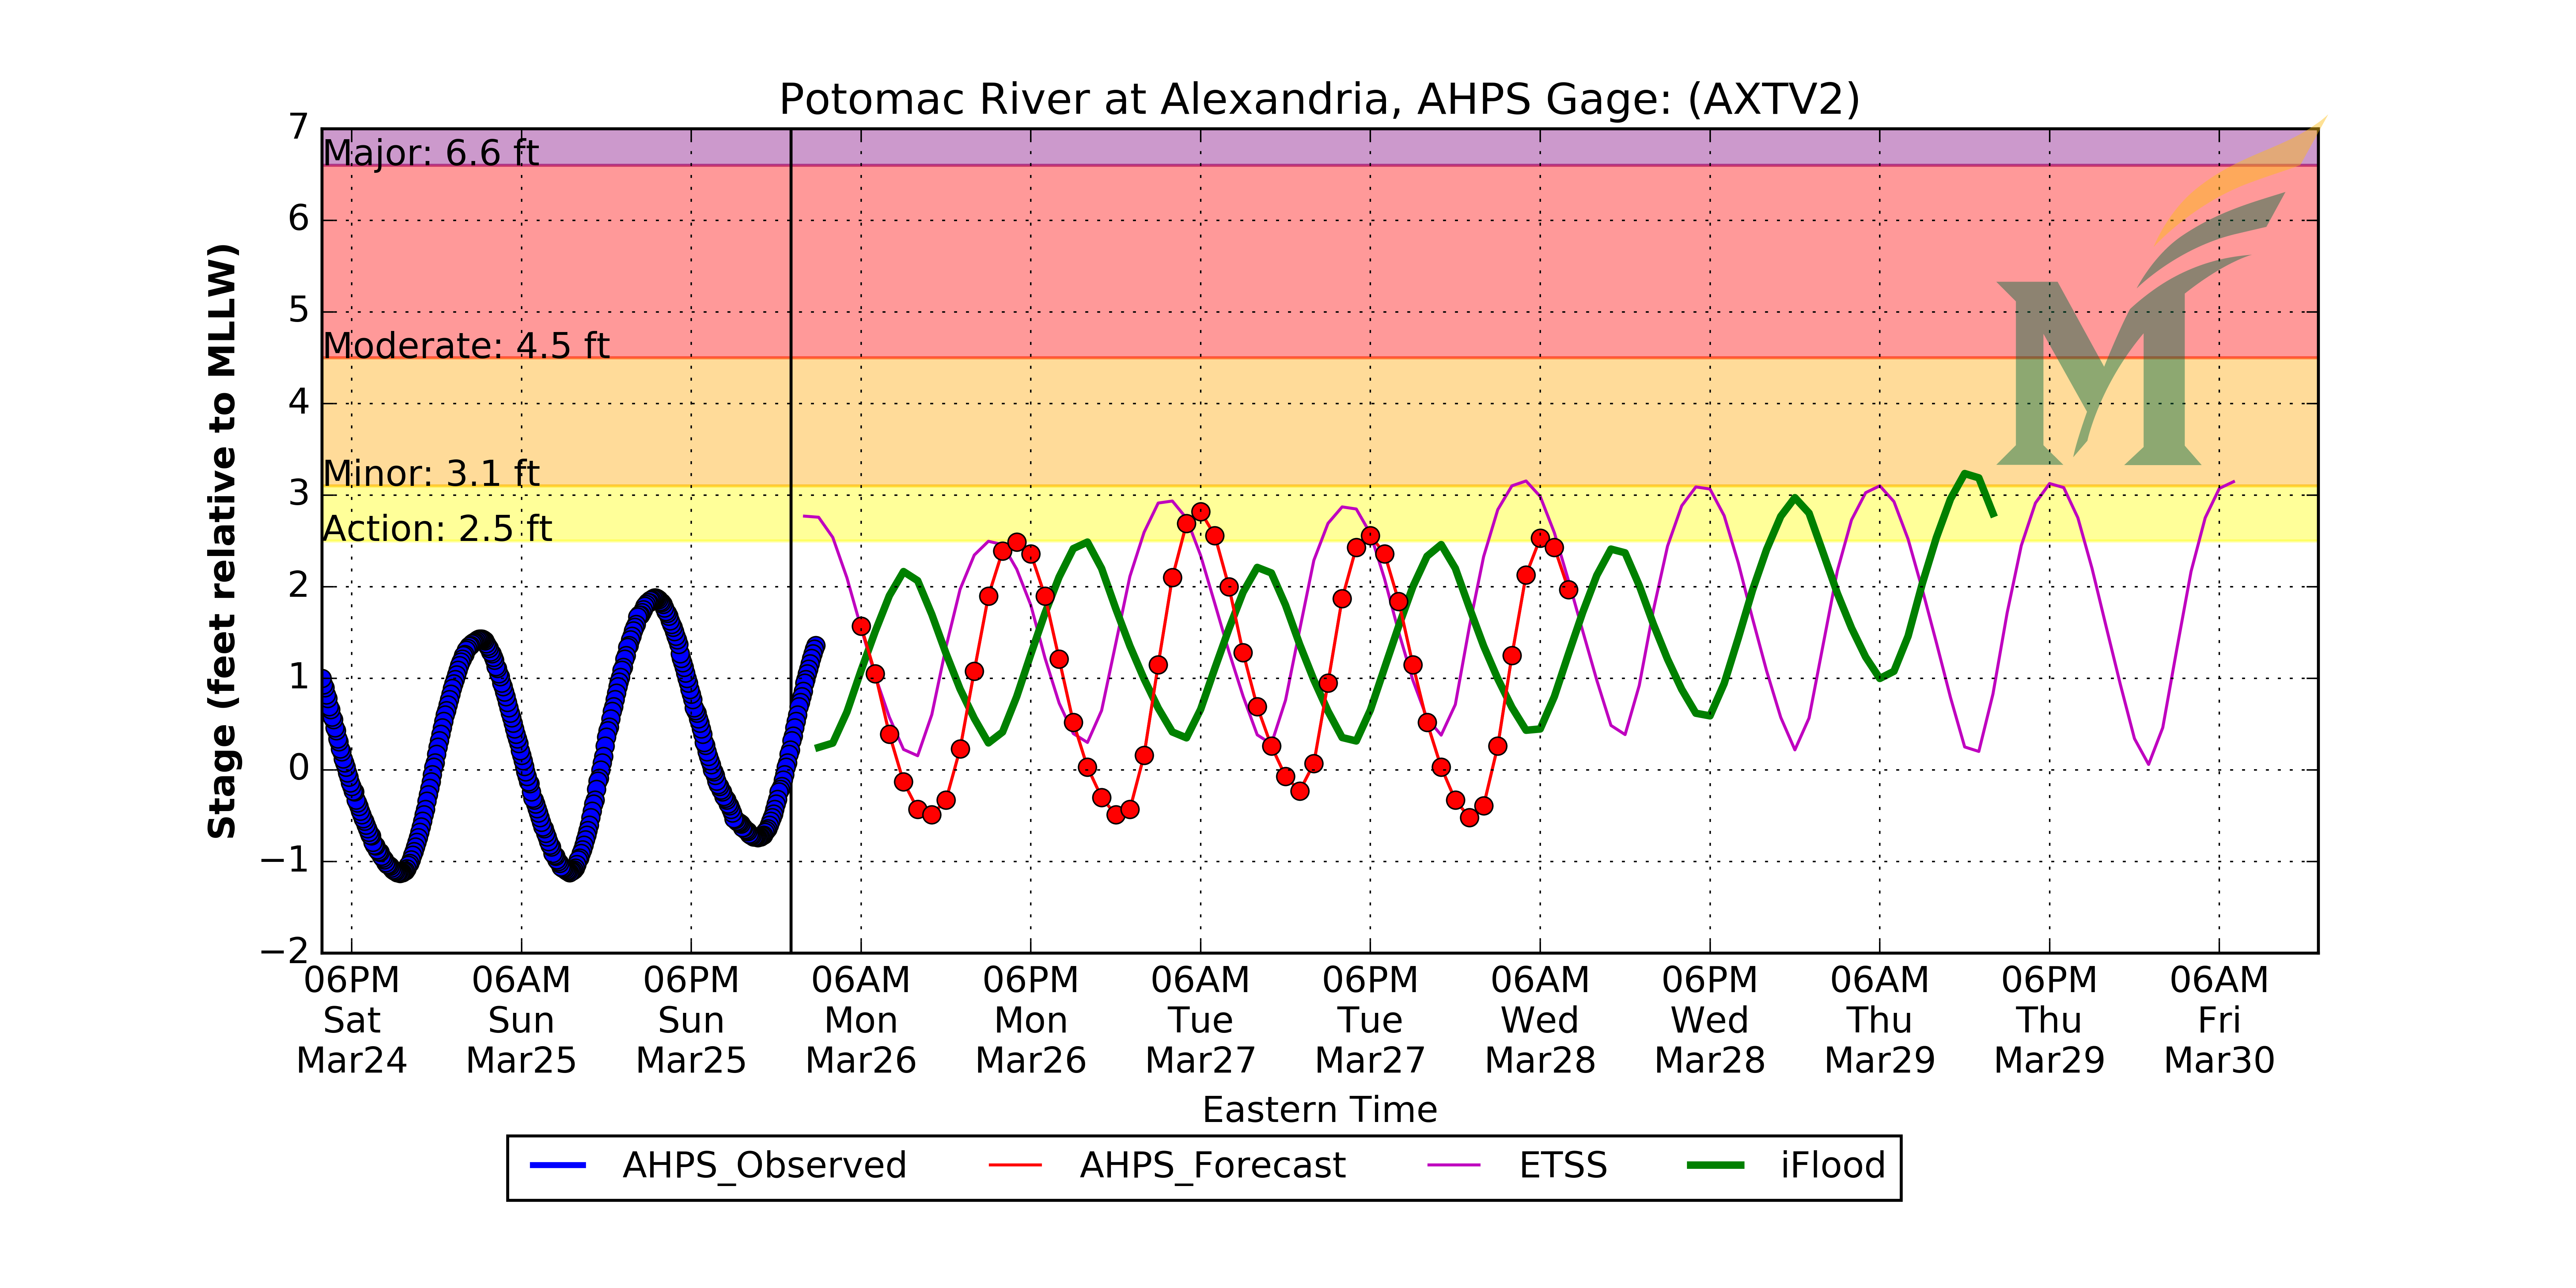 Potomac River at Alexandria, AHPS Gage: (AXTV2)
7
6
5
4
3
2
1
0
−1
−2
Stage (feet relative to MLLW)
Major: 6.6 ft
Moderate: 4.5 ft
Minor: 3.1 ft
Action: 2.5 ft
M
06PM 06AM 06PM 06AM 06PM 06AM 06PM 06AM 06PM 06AM 06PM 06AM
Sat Sun Sun Mon Mon Tue Tue Wed Wed Thu Thu Fri
Mar24 Mar25 Mar25 Mar26 Mar26 Mar27 Mar27 Mar28 Mar28 Mar29 Mar29 Mar30
Eastern Time
AHPS_Observed AHPS_Forecast ETSS iFlood